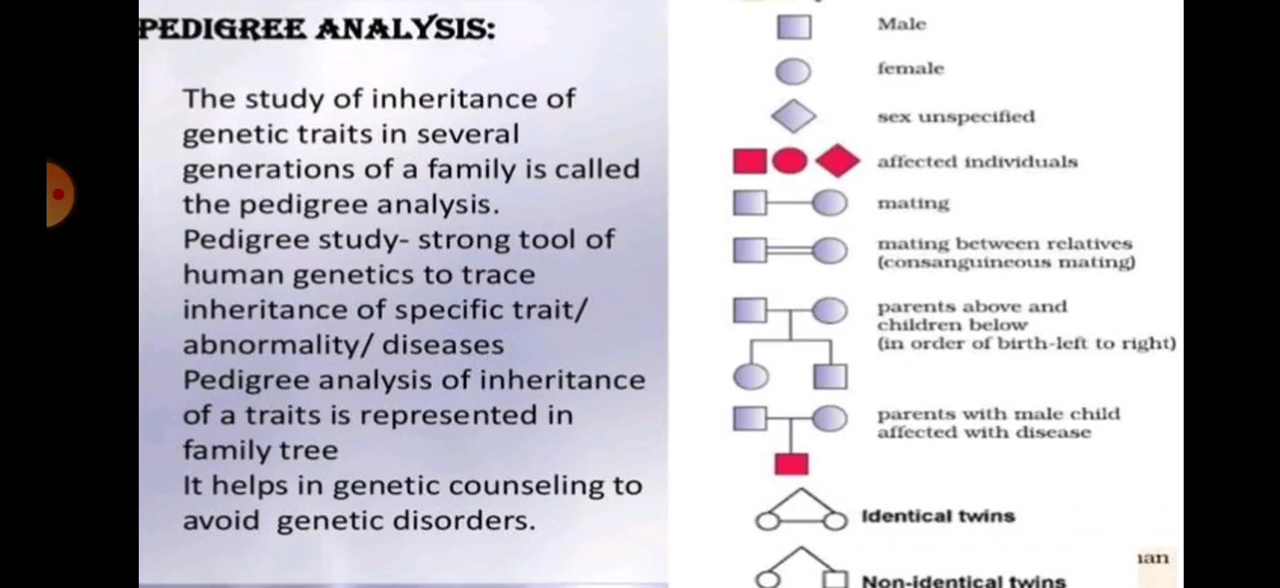 PEDIGREE ANALYSIS:
The study of inheritance of
genetic traits in several
generations of a family is called
the pedigree analysis.
Pedigree study- strong tool of
human genetics to trace
inheritance of specific trait/
abnormality/ diseases
Pedigree analysis of inheritance
of a traits is represented in
family tree
It helps in genetic counseling to
avoid genetic disorders.
Male
female
sex unspecified
affected individuals
mating
mating between relatives
(consanguineous mating)
parents above and
children below
(in order of birth-left to right)
parents with male child
affected with disease
Identical twins
Non-identical twins